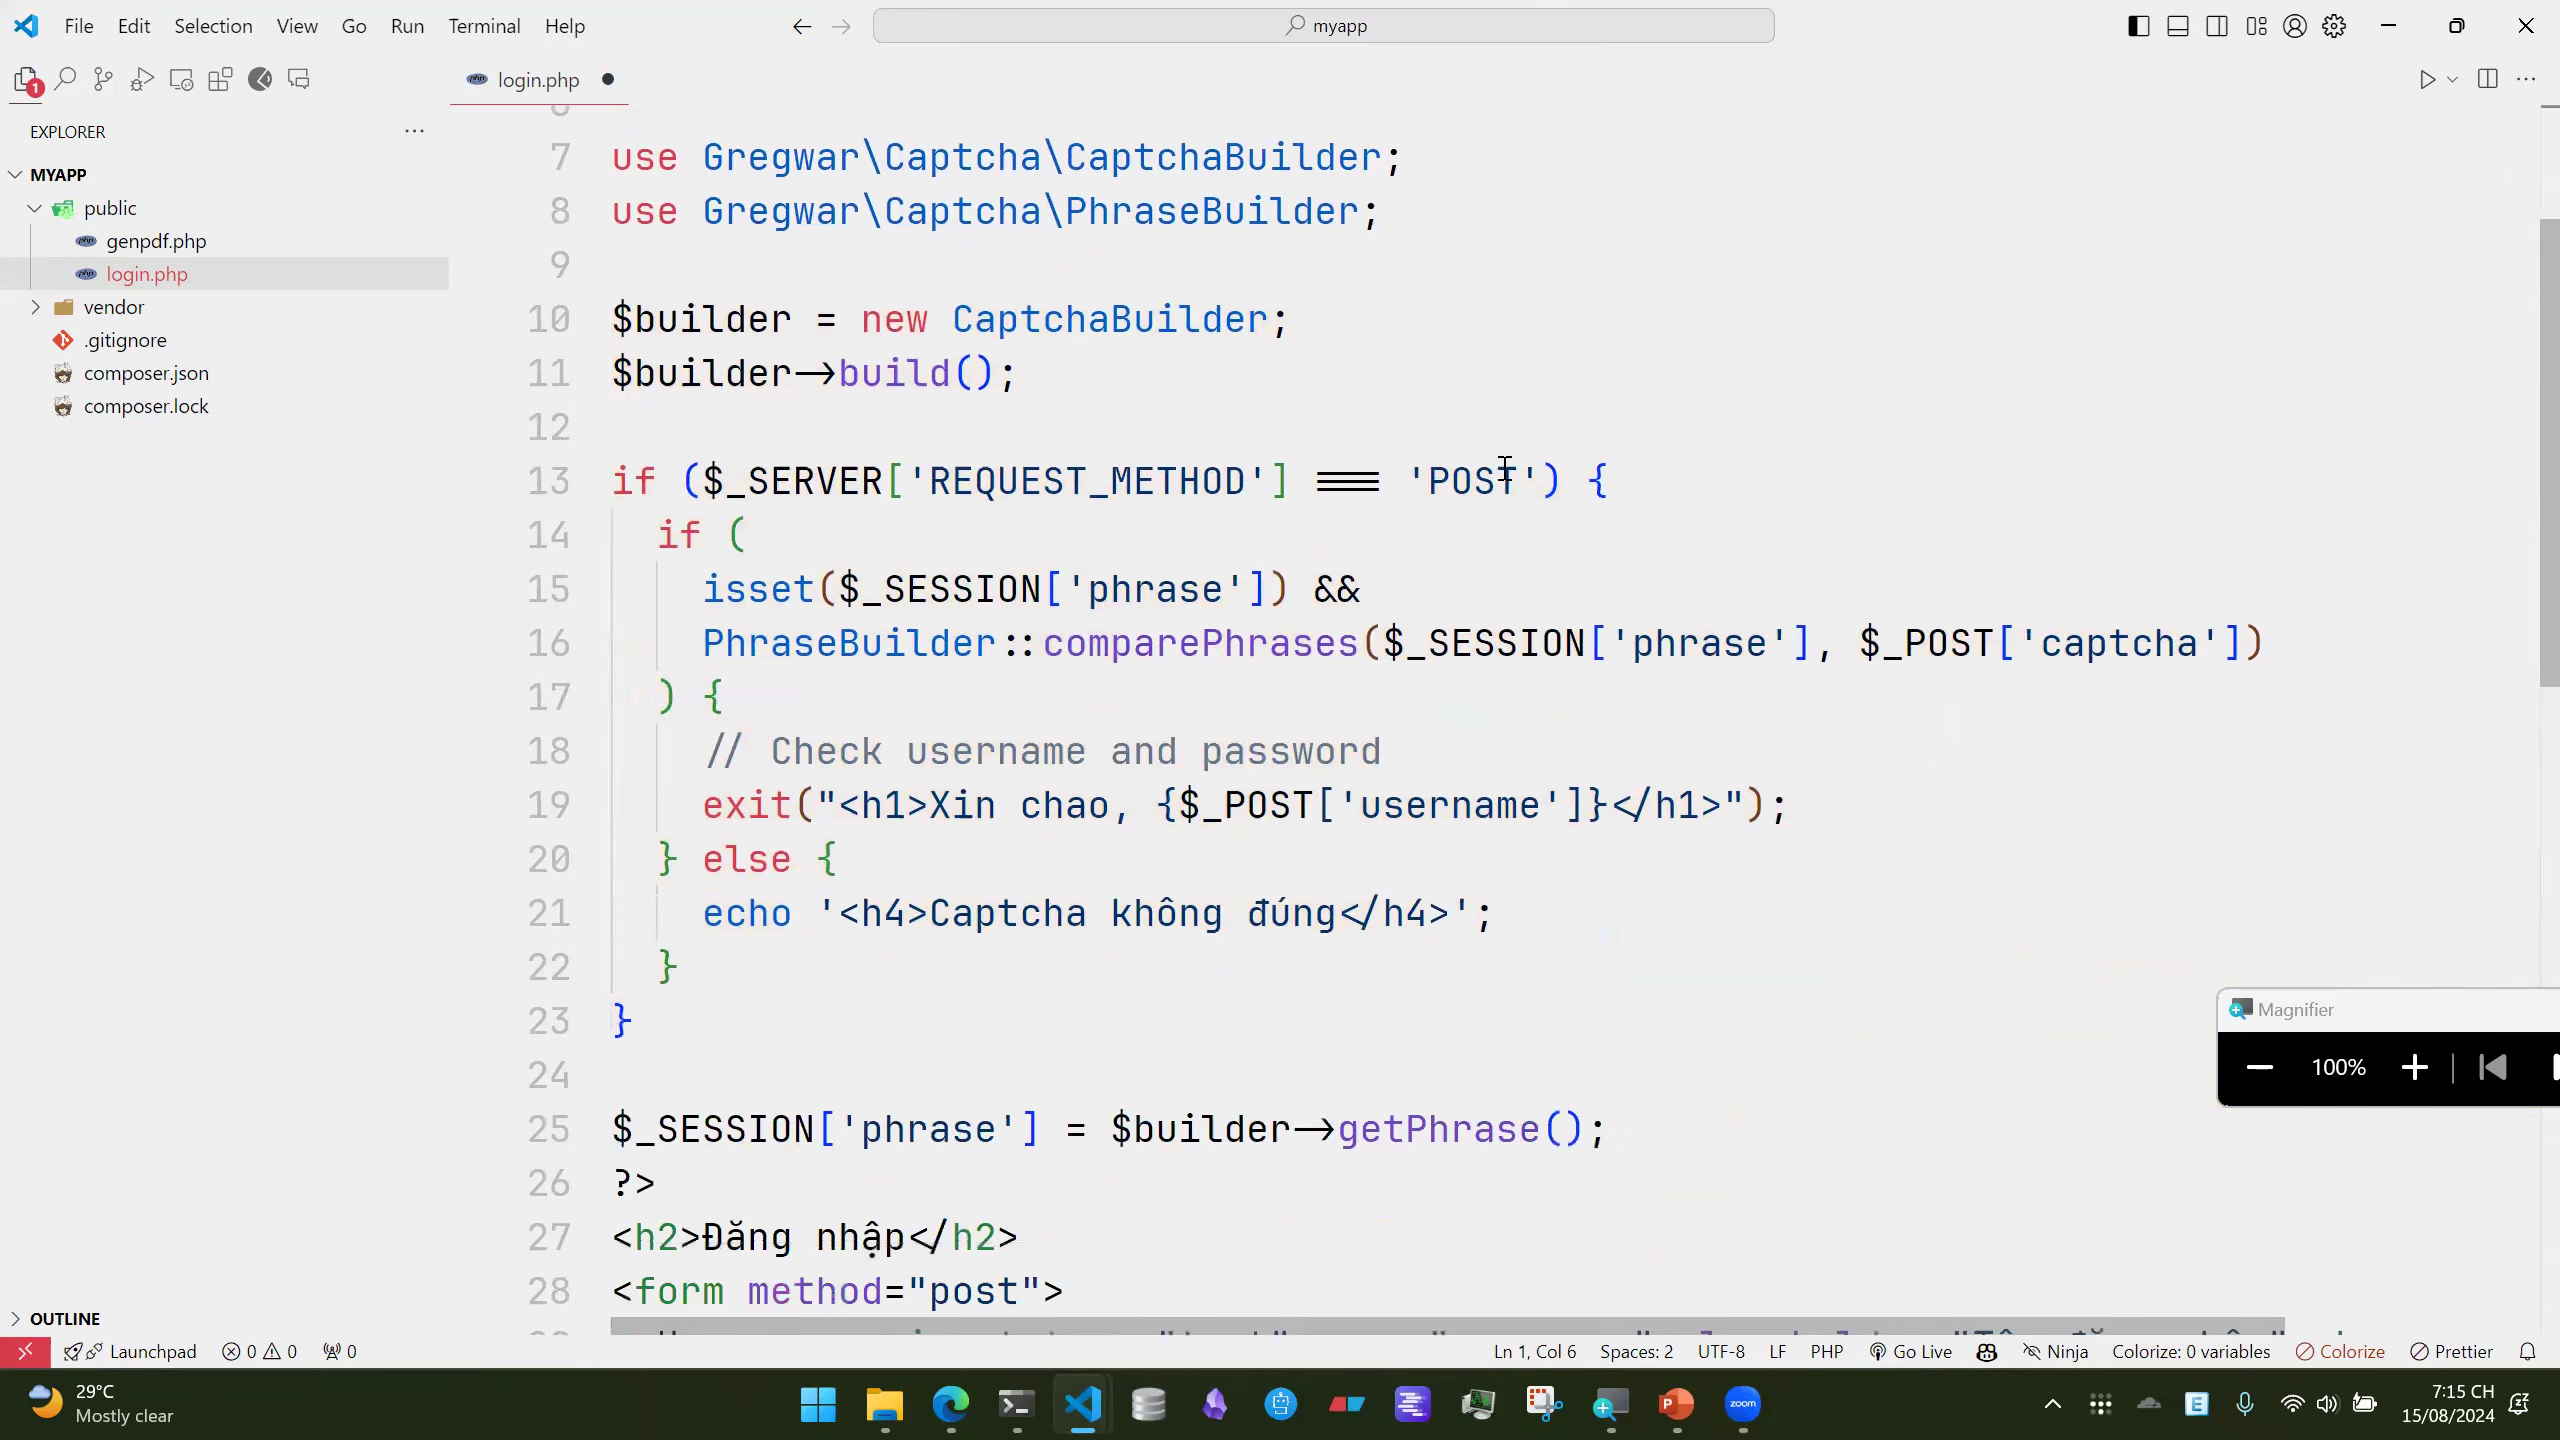 File Edit Selection View Go Run Terminal Help
myapp
1
login.php
EXPLORER
MYAPP
public
genpdf.php
login.php
vendor
.gitignore
composer.json
composer.lock
OUTLINE
6
7 use Gregwar\Captcha\CaptchaBuilder;
8 use Gregwar\Captcha\PhraseBuilder;
9
10 $builder = new CaptchaBuilder;
11 $builder->build();
12
13 if ($_SERVER['REQUEST_METHOD'] === 'POST') {
14 if (
15 isset($_SESSION['phrase']) &&
16 PhraseBuilder::comparePhrases($_SESSION['phrase'], $_POST['captcha'])
17 ) {
18 // Check username and password
19 exit("<h1>Xin chao, {$_POST['username']}</h1>");
20 } else {
21 echo '<h4>Captcha không đúng</h4>';
22 }
23 }
24
25 $_SESSION['phrase'] = $builder->getPhrase();
26 ?>
27 <h2>Đăng nhập</h2>
28 <form method="post">
Magnifier
100%
Launchpad 0 0 0 Ln 1, Col 6 Spaces: 2 UTF-8 LF PHP Go Live Ninja Colorize: 0 variables Colorize Prettier
29°C
Mostly clear
zoom
7:15 CH
15/08/2024